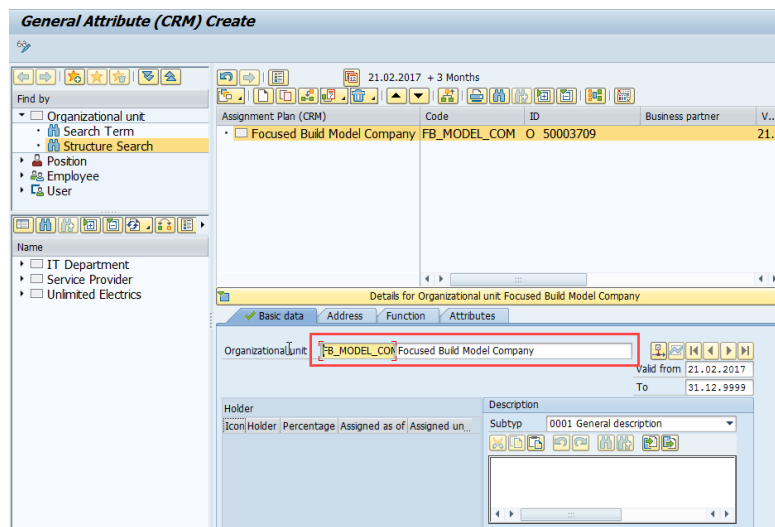 General Attribute (CRM) Create
21.02.2017 + 3 Months
Find by
Organizational unit
Search Term
Structure Search
Position
Employee
User
Assignment Plan (CRM) Code ID Business partner V..
Focused Build Model Company FB_MODEL_COM O 50003709 21.
Name
IT Department
Service Provider
Unlimited Electrics
Details for Organizational unit Focused Build Model Company
Basic data Address Function Attributes
Organizational unit FB_MODEL_COM Focused Build Model Company
Valid from 21.02.2017
To 31.12.9999
Holder
Icon Holder Percentage Assigned as of Assigned un...
Description
Subtyp 0001 General description